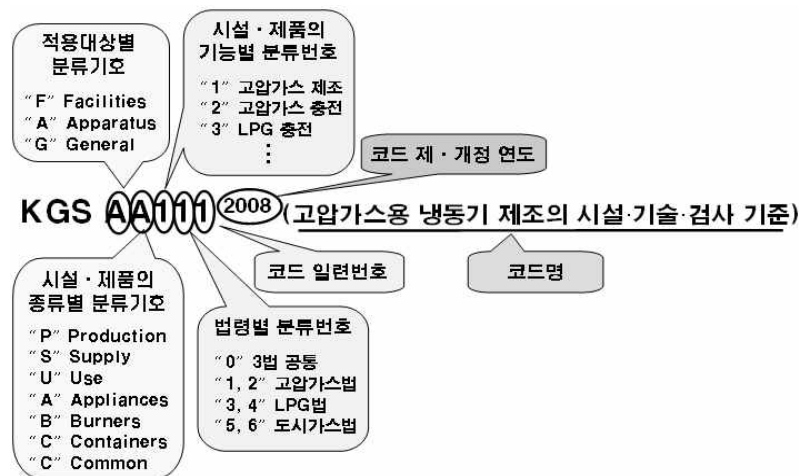 적용대상별
분류기호
"F" Facilities
"A" Apparatus
"G" General
시설·제품의
기능별 분류번호
"1" 고압가스 제조
"2" 고압가스 충전
"3" LPG 충전
⋮
코드 제·개정 연도
KGS AA111 2008 (고압가스용 냉동기 제조의 시설·기술·검사 기준)
시설·제품의
종류별 분류기호
"P" Production
"S" Supply
"U" Use
"A" Appliances
"B" Burners
"C" Containers
"C" Common
법령별 분류번호
"0" 3법 공통
"1, 2" 고압가스법
"3, 4" LPG법
"5, 6" 도시가스법
코드 일련번호
코드명